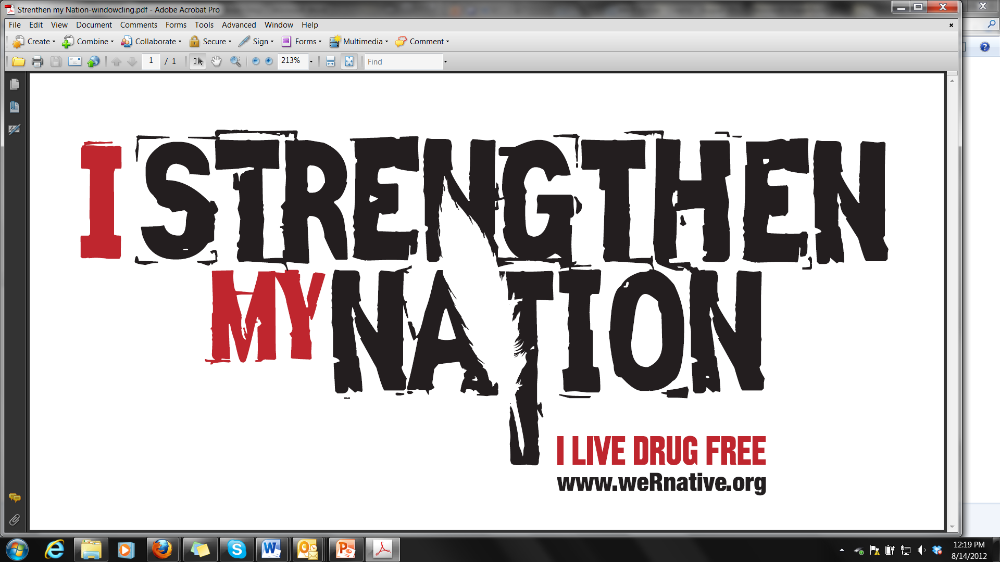 Strenthen my Nation-windowcling.pdf - Adobe Acrobat Pro
File Edit View Document Comments Forms Tools Advanced Window Help
Create Combine Collaborate Secure Sign Forms Multimedia Comment
1 / 1 213% Find
I STRENGTHEN
MY NATION
I LIVE DRUG FREE
www.weRnative.org
12:19 PM
8/14/2012